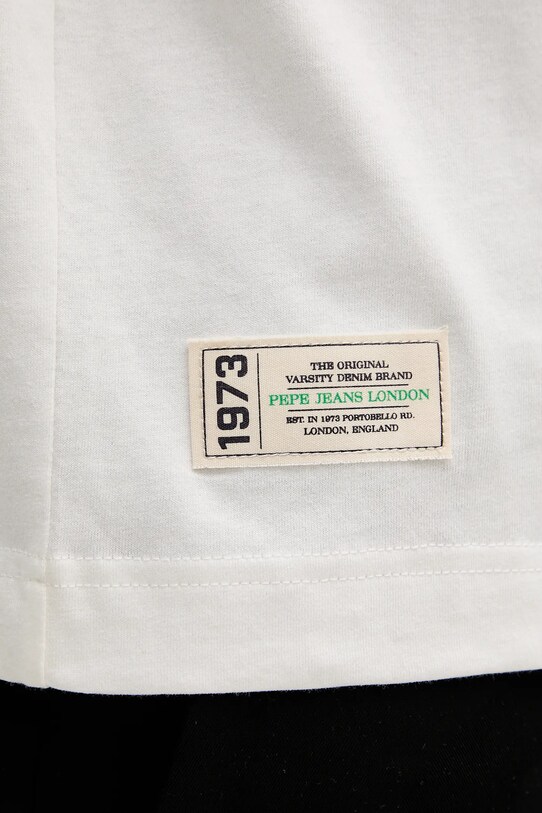 1973
THE ORIGINAL
VARSITY DENIM BRAND
PEPE JEANS LONDON
EST. IN 1973 PORTOBELLO RD.
LONDON, ENGLAND